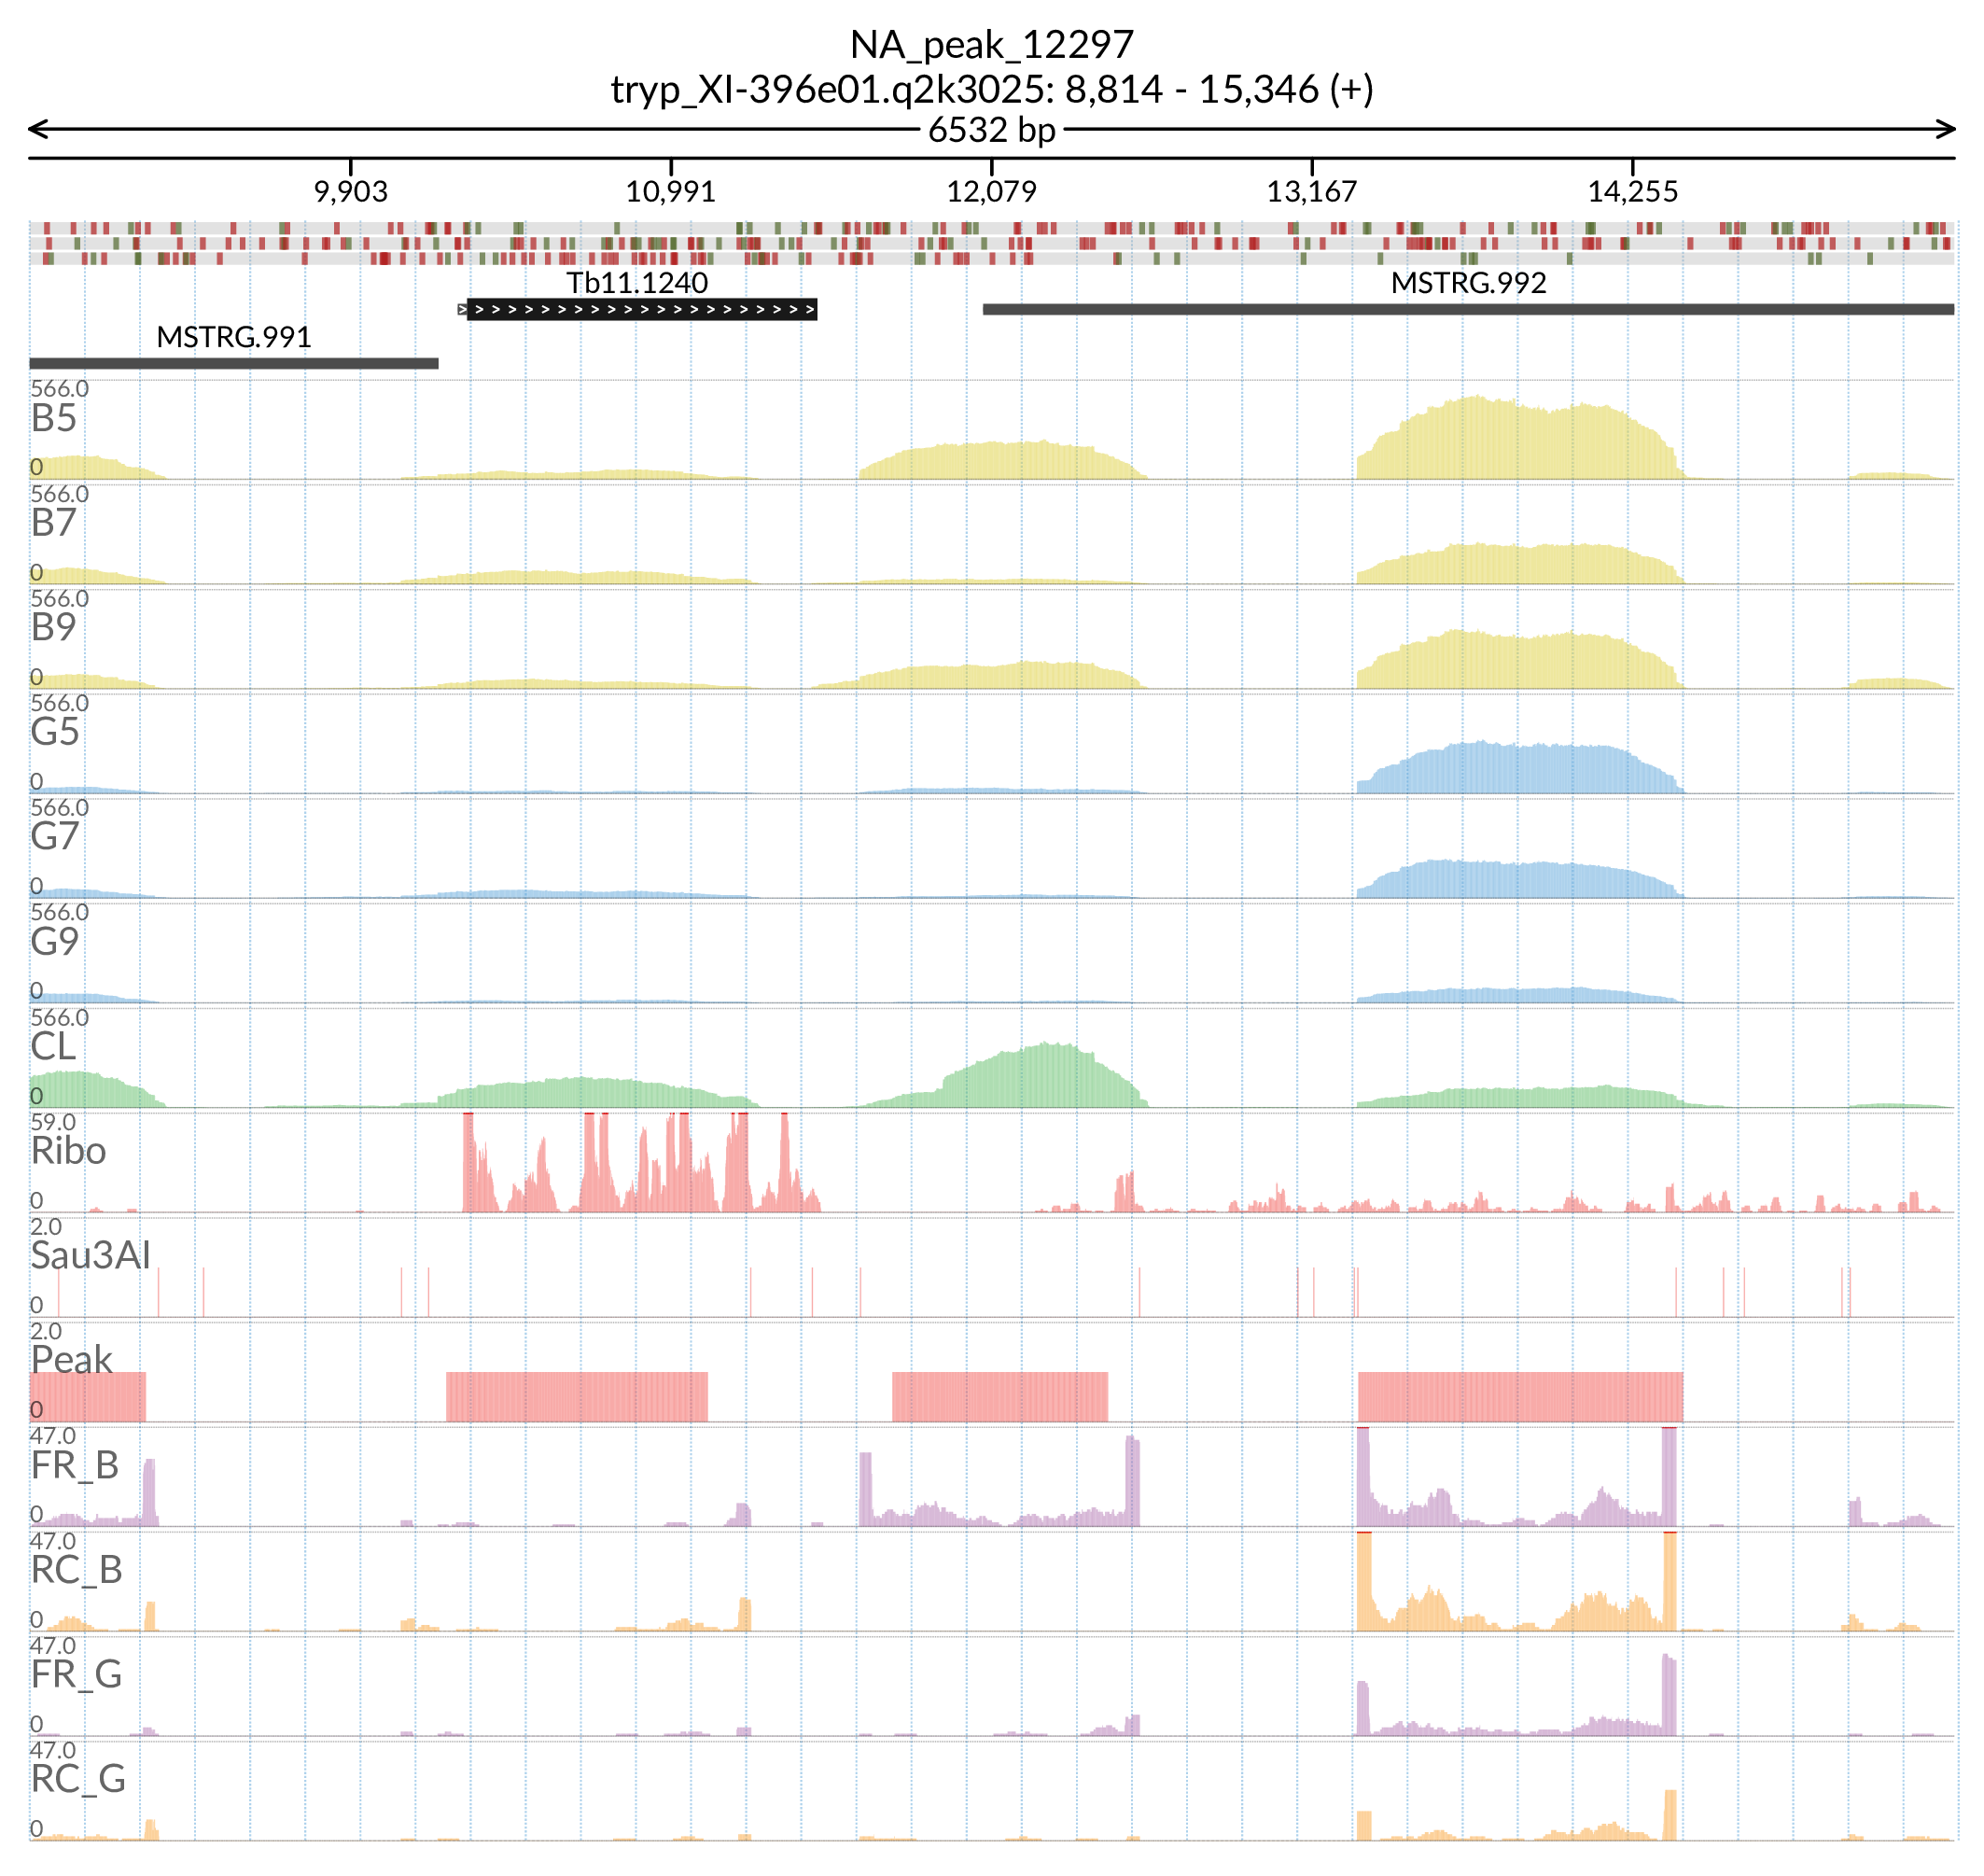 NA_peak_12297
tryp_XI-396e01.q2k3025: 8,814 - 15,346 (+)
6532 bp
9,903 10,991 12,079 13,167 14,255
Tb11.1240 MSTRG.992
MSTRG.991
566.0
B5
0
566.0
B7
0
566.0
B9
0
566.0
G5
0
566.0
G7
0
566.0
G9
0
566.0
CL
0
59.0
Ribo
0
2.0
Sau3AI
0
2.0
Peak
0
47.0
FR_B
0
47.0
RC_B
0
47.0
FR_G
0
47.0
RC_G
0